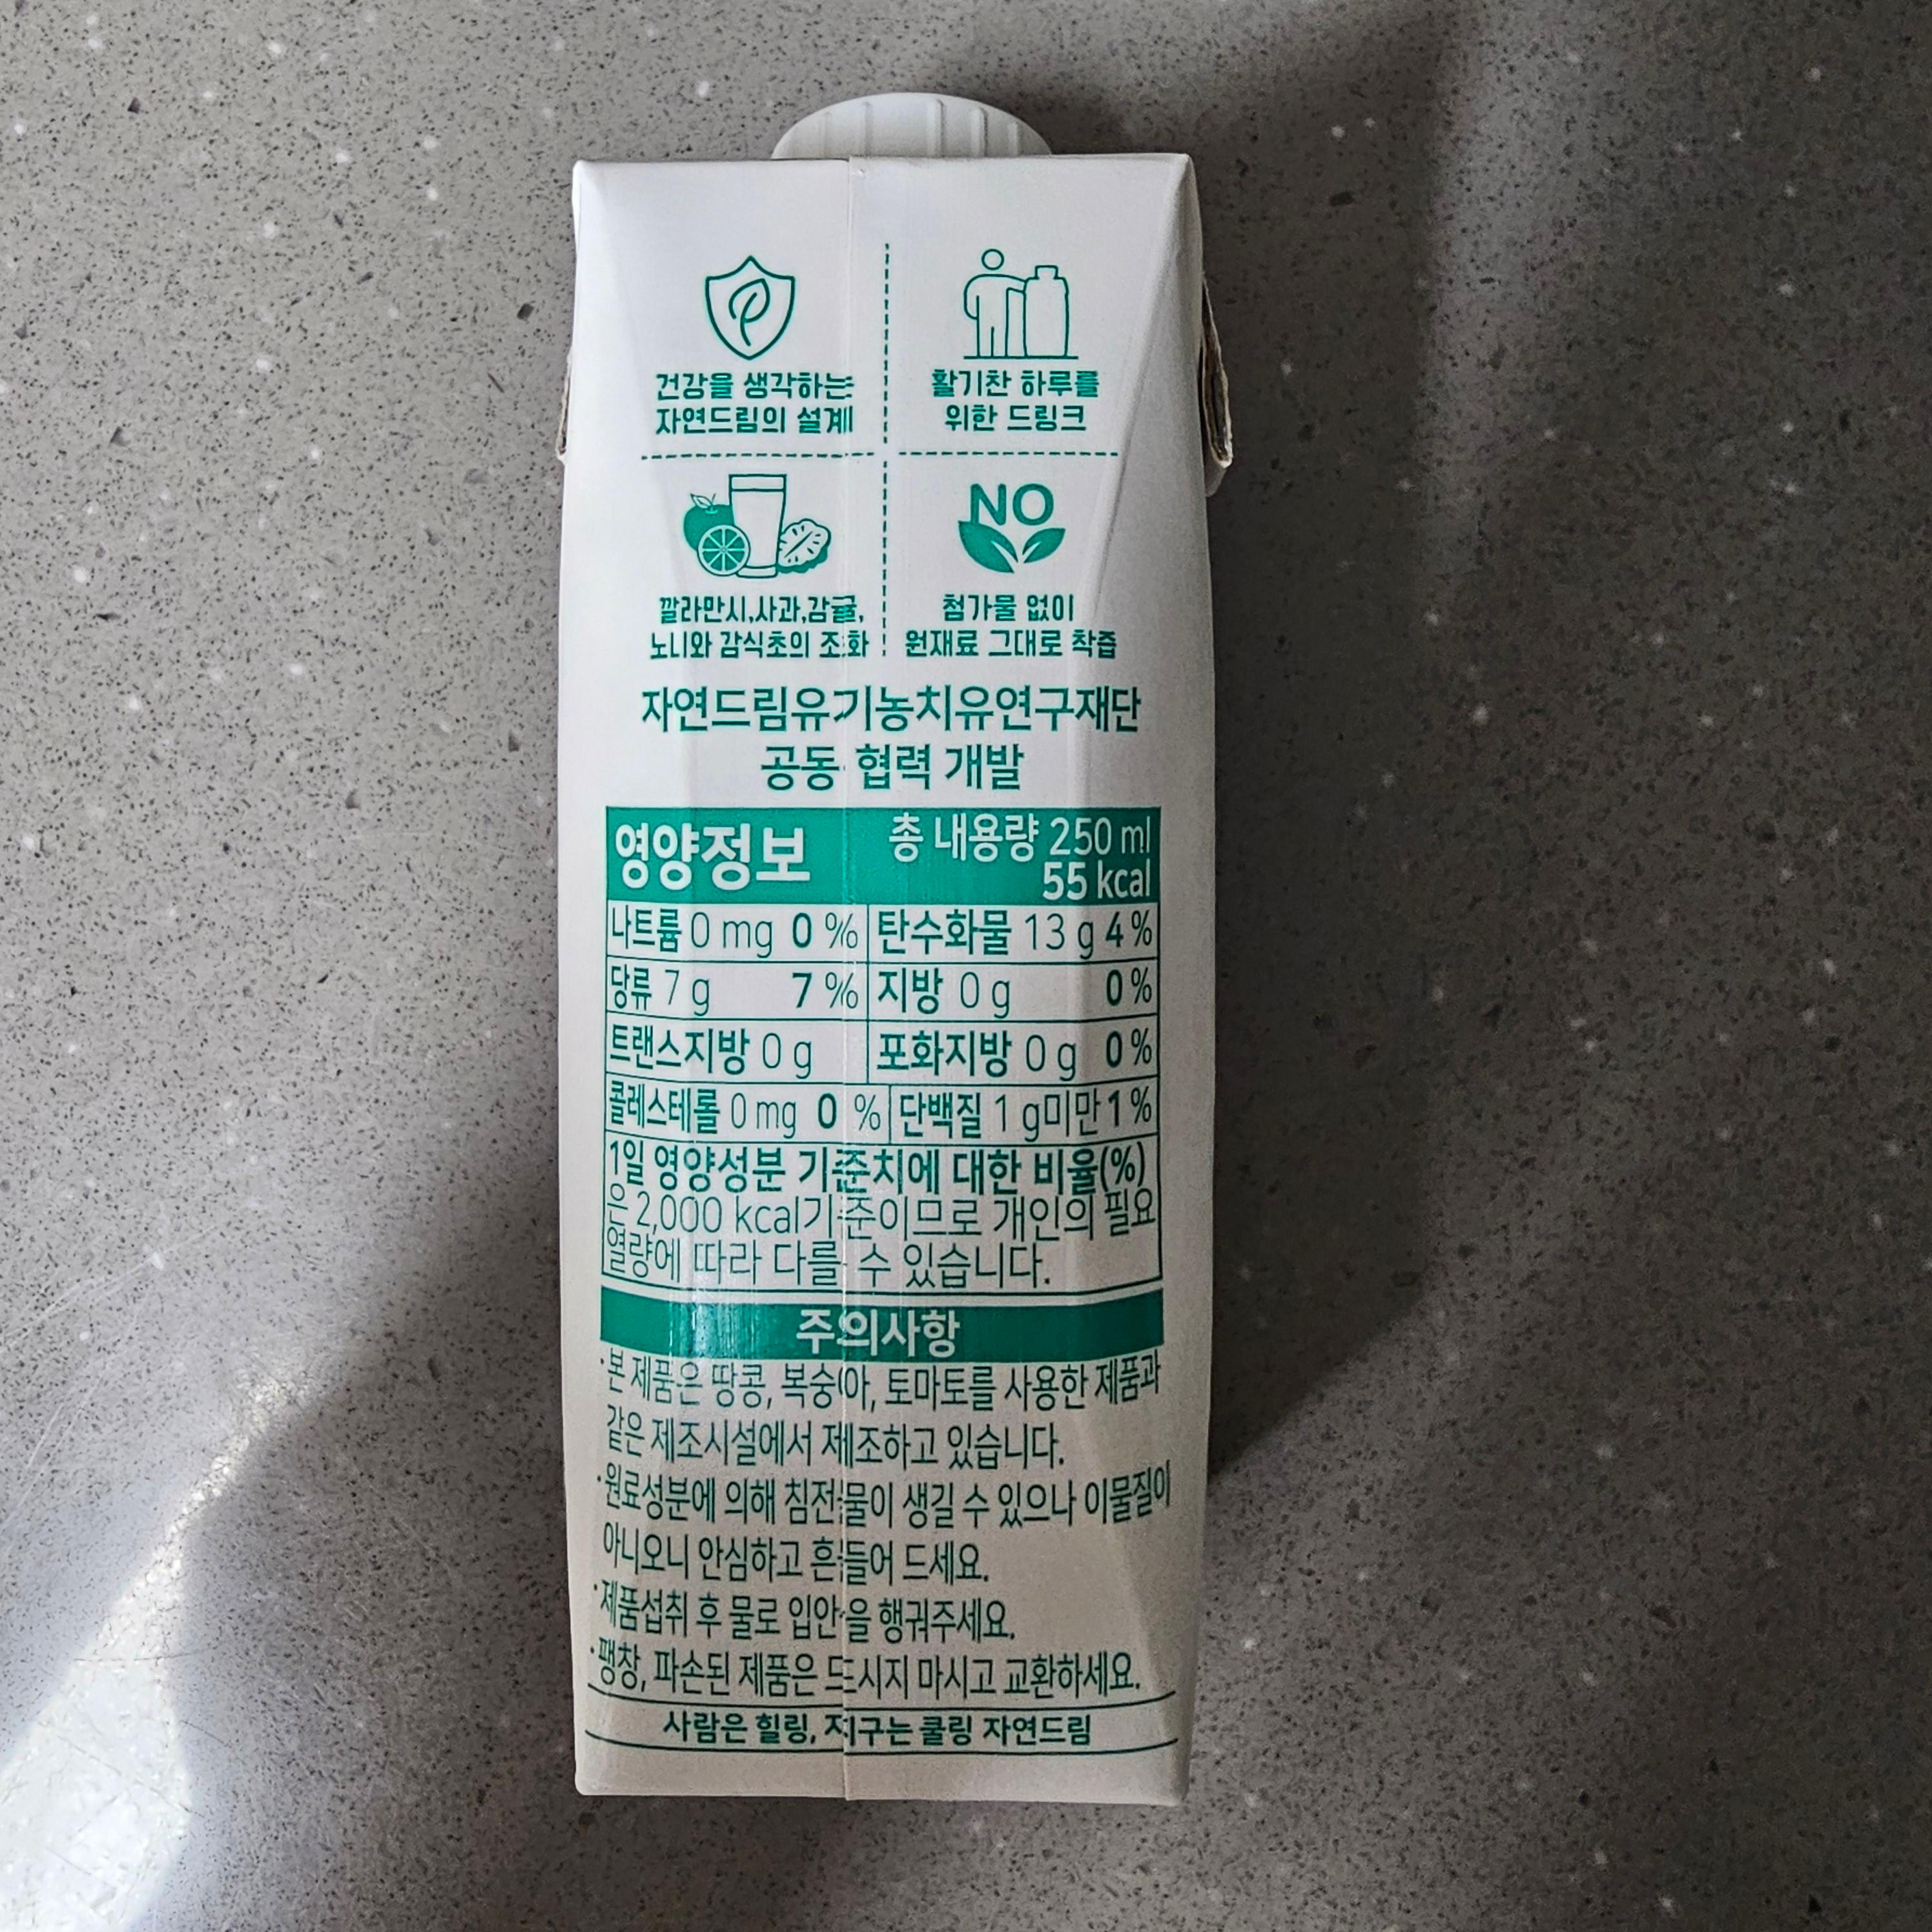 건강을 생각하는
자연드림의 설계
활기찬 하루를
위한 드링크
깔라만시,사과,감귤,
노니와 감식초의 조화
NO
첨가물 없이
원재료 그대로 착즙
자연드림유기농치유연구재단
공동 협력 개발
영양정보
총 내용량 250 ml
55 kcal
나트륨 0 mg 0 % 탄수화물 13 g 4 %
당류 7 g 7 % 지방 0 g 0 %
트랜스지방 0 g 포화지방 0 g 0 %
콜레스테롤 0 mg 0 % 단백질 1 g미만 1 %
1일 영양성분 기준치에 대한 비율(%)
은 2,000 kcal기준이므로 개인의 필요
열량에 따라 다를 수 있습니다.
주의사항
·본 제품은 땅콩, 복숭아, 토마토를 사용한 제품과
같은 제조시설에서 제조하고 있습니다.
·원료성분에 의해 침전물이 생길 수 있으나 이물질이
아니오니 안심하고 흔들어 드세요.
·제품섭취 후 물로 입안을 헹궈주세요.
·팽창, 파손된 제품은 드시지 마시고 교환하세요.
사람은 힐링, 지구는 쿨링 자연드림